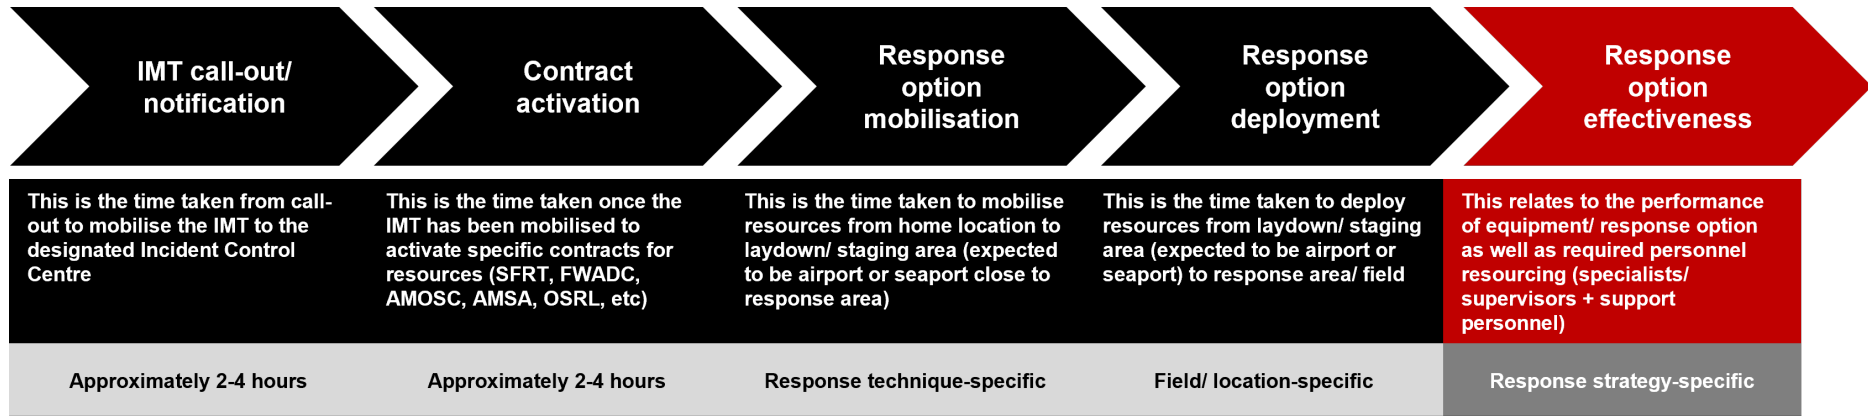 IMT call-out/
notification
Contract
activation
Response
option
mobilisation
Response
option
deployment
Response
option
effectiveness
This is the time taken from call-
out to mobilise the IMT to the
designated Incident Control
Centre
This is the time taken once the
IMT has been mobilised to
activate specific contracts for
resources (SFRT, FWADC,
AMOSC, AMSA, OSRL, etc)
This is the time taken to mobilise
resources from home location to
laydown/ staging area (expected
to be airport or seaport close to
response area)
This is the time taken to deploy
resources from laydown/ staging
area (expected to be airport or
seaport) to response area/ field
This relates to the performance
of equipment/ response option
as well as required personnel
resourcing (specialists/
supervisors + support
personnel)
Approximately 2-4 hours
Approximately 2-4 hours
Response technique-specific
Field/ location-specific
Response strategy-specific